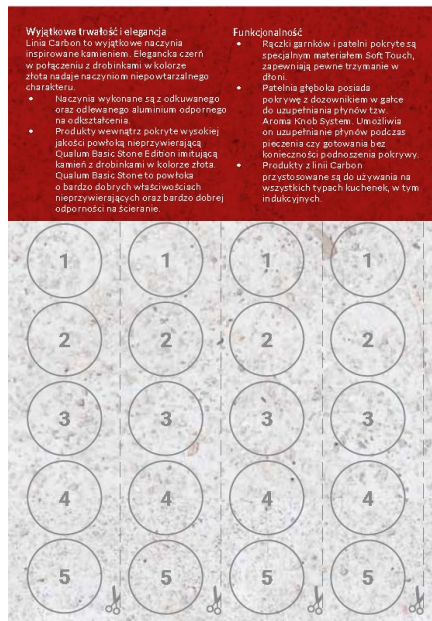 Wyjątkowa trwałość i elegancja
Linia Carbon to wyjątkowe naczynia
inspirowane kamieniem. Elegancka czerń
w połączeniu z drobinkami w kolorze
złota nadaje naczyniom niepowtarzalnego
charakteru.
• Naczynia wykonane są z odkuwanego
oraz odlewanego aluminium odpornego
na odkształcenia.
• Produkty wewnątrz pokryte wysokiej
jakości powłoką nieprzywierającą
Qualum Basic Stone Edition imitującą
kamień z drobinkami w kolorze złota.
Qualum Basic Stone to powłoka
o bardzo dobrych właściwościach
nieprzywierających oraz bardzo dobrej
odporności na ścieranie.
Funkcjonalność
• Rączki garnków i patelni pokryte są
specjalnym materiałem Soft Touch,
zapewniają pewne trzymanie w
dłoni.
• Patelnia głęboka posiada
pokrywę z dozownikiem w gałce
do uzupełniania płynów tzw.
Aroma Knob System. Umożliwia
on uzupełnianie płynów podczas
pieczenia czy gotowania bez
konieczności podnoszenia pokrywy.
• Produkty z linii Carbon
przystosowane są do używania na
wszystkich typach kuchenek, w tym
indukcyjnych.
1 1 1 1
2 2 2 2
3 3 3 3
4 4 4 4
5 5 5 5